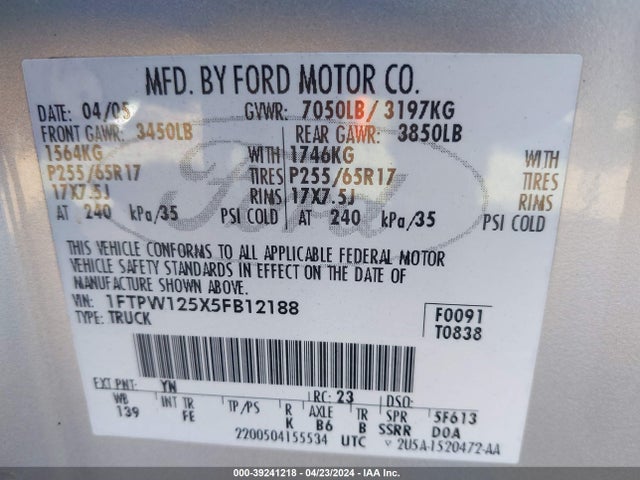 MFD. BY FORD MOTOR CO.
DATE: 04/05 GVWR: 7050LB/ 3197KG
FRONT GAWR: 3450LB REAR GAWR: 3850LB
1564KG WITH 1746KG WITH
P255/65R17 TIRES P255/65R17 TIRES
17X7.5J RIMS 17X7.5J RIMS
AT 240 kPa/35 PSI COLD AT 240 kPa/35 PSI COLD
Ford
THIS VEHICLE CONFORMS TO ALL APPLICABLE FEDERAL MOTOR
VEHICLE SAFETY STANDARDS IN EFFECT ON THE DATE OF
MANUFACTURE SHOWN ABOVE.
VIN: 1FTPW125X5FB12188 F0091
TYPE: TRUCK T0838
EXT PNT: YN RC: 23 DSO:
WB INT TR TP/PS R AXLE TR SPR 5F613
139 FE K B6 B SSRR DOA
2200504155534 UTC 2U5A-1520472-AA
000-39241218 - 04/23/2024 - IAA Inc.